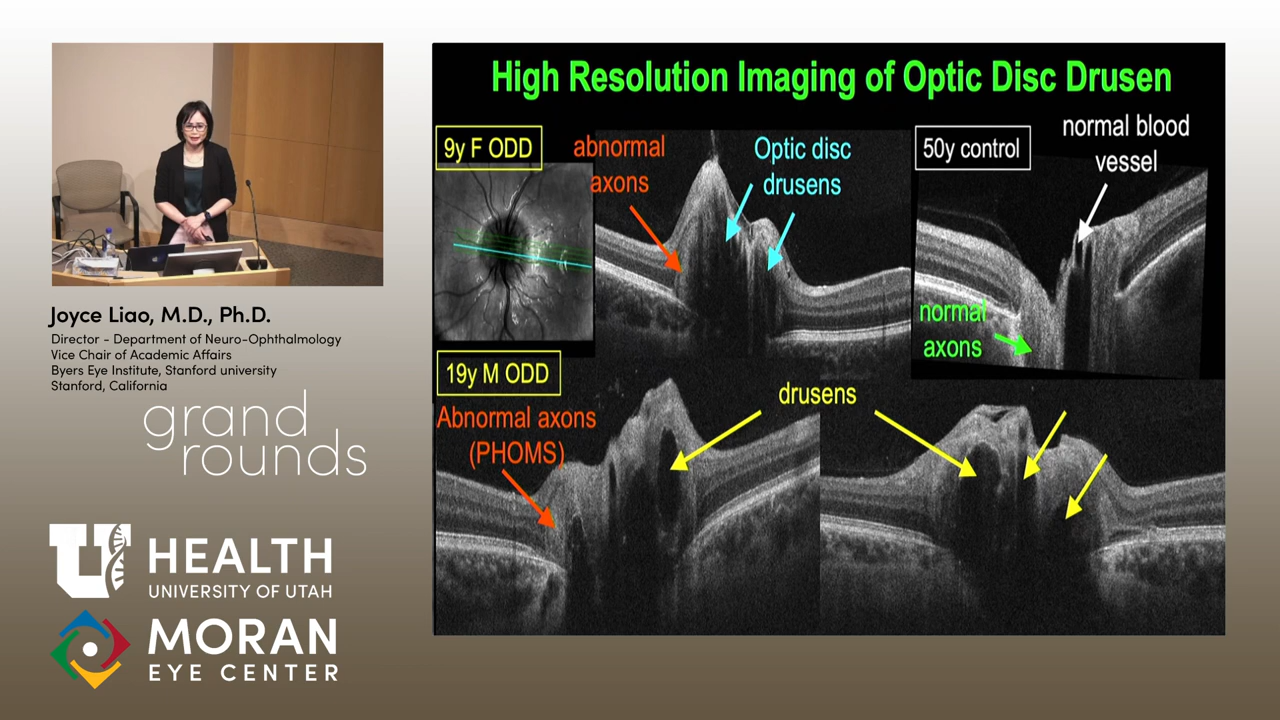 Joyce Liao, M.D., Ph.D.
Director - Department of Neuro-Ophthalmology
Vice Chair of Academic Affairs
Byers Eye Institute, Stanford university
Stanford, California
grand
rounds
U HEALTH
UNIVERSITY OF UTAH
MORAN
EYE CENTER
High Resolution Imaging of Optic Disc Drusen
9y F ODD
abnormal
axons
Optic disc
drusens
50y control
normal blood
vessel
normal
axons
19y M ODD
Abnormal axons
(PHOMS)
drusens